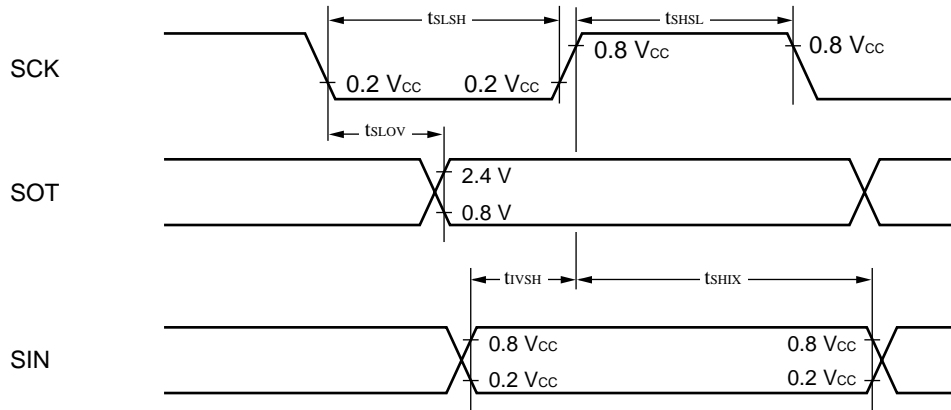 tSLSH tSHSL
SCK 0.2 VCC 0.2 VCC 0.8 VCC 0.8 VCC
tSLOV
SOT 2.4 V
0.8 V
tIVSH tSHIX
SIN 0.8 VCC 0.8 VCC
0.2 VCC 0.2 VCC